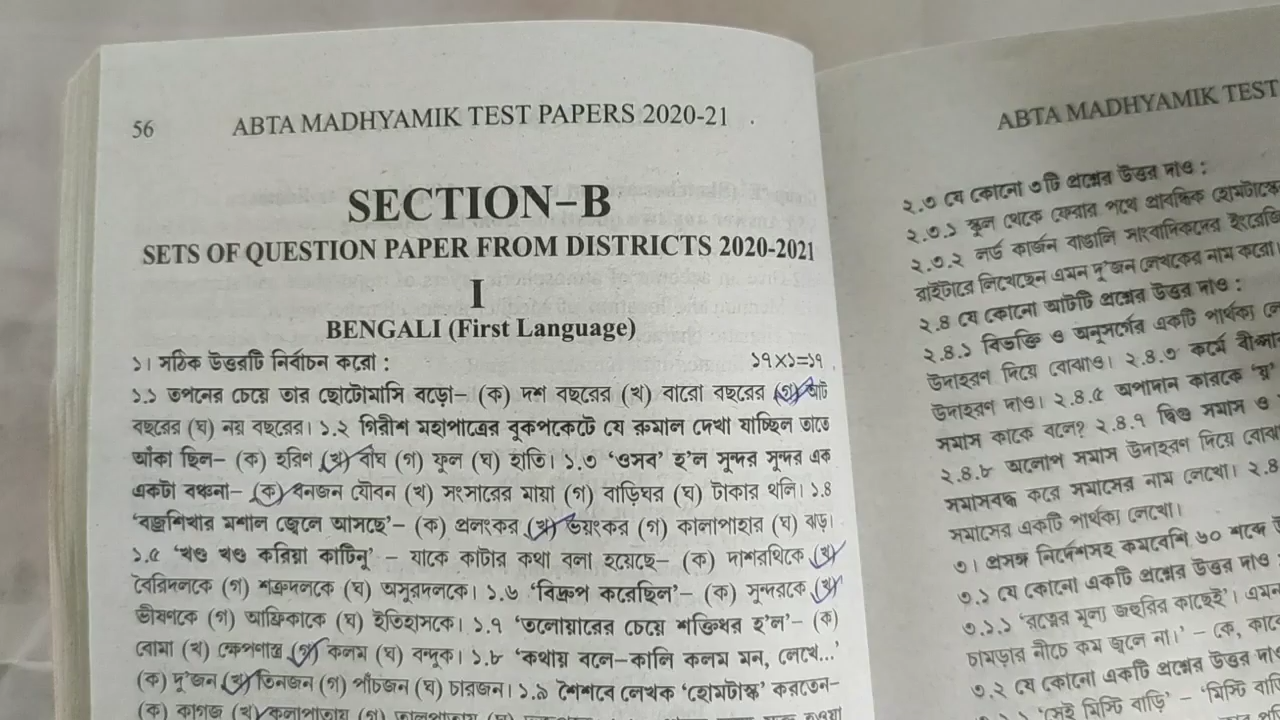 56 ABTA MADHYAMIK TEST PAPERS 2020-21
SECTION–B
SETS OF QUESTION PAPER FROM DISTRICTS 2020-2021
I
BENGALI (First Language)
১। সঠিক উত্তরটি নির্বাচন করো : ১৭×১=১৭
১.১ তপনের চেয়ে তার ছোটোমাসি বড়ো– (ক) দশ বছরের (খ) বারো বছরের (গ) আট
বছরের (ঘ) নয় বছরের। ১.২ গিরীশ মহাপাত্রের বুকপকেটে যে রুমাল দেখা যাচ্ছিল তাতে
আঁকা ছিল– (ক) হরিণ (খ) বাঘ (গ) ফুল (ঘ) হাতি। ১.৩ ‘ওসব’ হ’ল সুন্দর সুন্দর এক
একটা বঞ্চনা– (ক) ধনজন যৌবন (খ) সংসারের মায়া (গ) বাড়িঘর (ঘ) টাকার থলি। ১.৪
‘বজ্রশিখার মশাল জ্বেলে আসছে’– (ক) প্রলংকর (খ) ভয়ংকর (গ) কালাপাহার (ঘ) ঝড়।
১.৫ ‘খণ্ড খণ্ড করিয়া কাটিনু’ – যাকে কাটার কথা বলা হয়েছে– (ক) দাশরথিকে (খ)
বৈরিদলকে (গ) শত্রুদলকে (ঘ) অসুরদলকে। ১.৬ ‘বিদ্রুপ করেছিল’– (ক) সুন্দরকে (খ)
ভীষণকে (গ) আফ্রিকাকে (ঘ) ইতিহাসকে। ১.৭ ‘তলোয়ারের চেয়ে শক্তিধর হ’ল’– (ক)
বোমা (খ) ক্ষেপণাস্ত্র (গ) কলম (ঘ) বন্দুক। ১.৮ ‘কথায় বলে–কালি কলম মন, লেখে...’
(ক) দু’জন (খ) তিনজন (গ) পাঁচজন (ঘ) চারজন। ১.৯ শৈশবে লেখক ‘হোমটাস্ক’ করতেন–
(ক) কাগজ (খ) কলাপাতায় (গ)
ABTA MADHYAMIK TEST
২.৩ যে কোনো ৩টি প্রশ্নের উত্তর দাও :
২.৩.১ স্কুল থেকে ফেরার পথে প্রাবন্ধিক
২.৩.২ লর্ড কার্জন বাঙালি সাংবাদিকদের
লিখেছেন এমন দু’জন লেখকের নাম করো।
২.৪ যে কোনো আটটি প্রশ্নের উত্তর দাও :
২.৪.১ বিভক্তি ও অনুসর্গের একটি পার্থক্য
উদাহরণ দিয়ে বোঝাও। ২.৪.৩ কর্মে
উদাহরণ দাও। ২.৪.৫ অপাদান কারকে ‘র’
সমাস কাকে বলে? ২.৪.৭ দ্বিগু সমাস ও
২.৪.৮ অলোপ সমাস উদাহরণ দিয়ে
সমাসবদ্ধ করে সমাসের নাম লেখো।
সমাসের একটি পার্থক্য লেখো।
৩। প্রসঙ্গ নির্দেশসহ কমবেশি ৬০ শব্দে
৩.১ যে কোনো একটি প্রশ্নের উত্তর দাও
৩.১.১ ‘রত্নের মূল্য জহুরির কাছেই’।
চামড়ার নীচে কম জ্বলে না।’ – কে,
৩.২ যে কোনো একটি প্রশ্নের উত্তর
‘সেই মিস্টি বাড়ি’ –